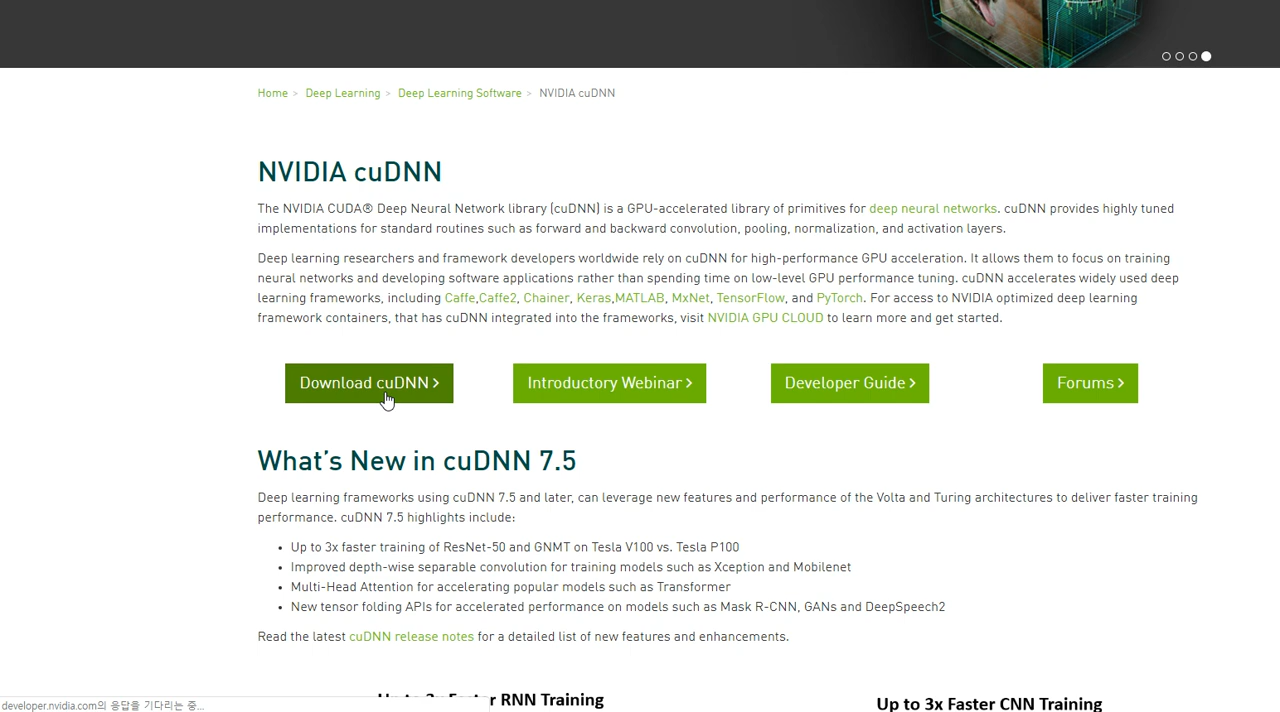 Home > Deep Learning > Deep Learning Software > NVIDIA cuDNN
NVIDIA cuDNN
The NVIDIA CUDA® Deep Neural Network library (cuDNN) is a GPU-accelerated library of primitives for deep neural networks. cuDNN provides highly tuned
implementations for standard routines such as forward and backward convolution, pooling, normalization, and activation layers.
Deep learning researchers and framework developers worldwide rely on cuDNN for high-performance GPU acceleration. It allows them to focus on training
neural networks and developing software applications rather than spending time on low-level GPU performance tuning. cuDNN accelerates widely used deep
learning frameworks, including Caffe,Caffe2, Chainer, Keras,MATLAB, MxNet, TensorFlow, and PyTorch. For access to NVIDIA optimized deep learning
framework containers, that has cuDNN integrated into the frameworks, visit NVIDIA GPU CLOUD to learn more and get started.
Download cuDNN > Introductory Webinar > Developer Guide > Forums >
What's New in cuDNN 7.5
Deep learning frameworks using cuDNN 7.5 and later, can leverage new features and performance of the Volta and Turing architectures to deliver faster training
performance. cuDNN 7.5 highlights include:
• Up to 3x faster training of ResNet-50 and GNMT on Tesla V100 vs. Tesla P100
• Improved depth-wise separable convolution for training models such as Xception and Mobilenet
• Multi-Head Attention for accelerating popular models such as Transformer
• New tensor folding APIs for accelerated performance on models such as Mask R-CNN, GANs and DeepSpeech2
Read the latest cuDNN release notes for a detailed list of new features and enhancements.
Up to 3x Faster RNN Training Up to 3x Faster CNN Training
developer.nvidia.com의 응답을 기다리는 중...